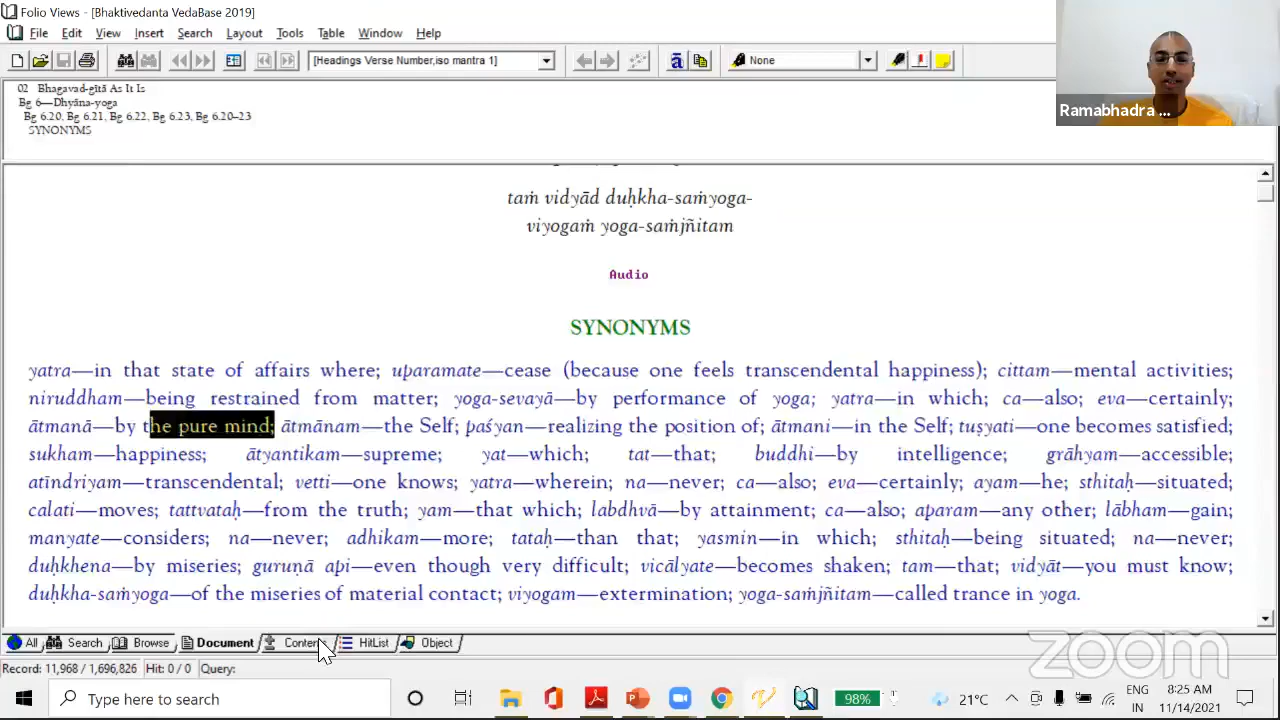 Folio Views - [Bhaktivedanta VedaBase 2019]
File Edit View Insert Search Layout Tools Table Window Help
[Headings Verse Number,iso mantra 1]
None
Ramabhadra ...
02 Bhagavad-gītā As It Is
Bg 6—Dhyāna-yoga
Bg 6.20, Bg 6.21, Bg 6.22, Bg 6.23, Bg 6.20–23
SYNONYMS
taṁ vidyād duḥkha-saṁyoga-
viyogaṁ yoga-saṁjñitam
Audio
SYNONYMS
yatra—in that state of affairs where; uparamate—cease (because one feels transcendental happiness); cittam—mental activities;
niruddham—being restrained from matter; yoga-sevayā—by performance of yoga; yatra—in which; ca—also; eva—certainly;
ātmanā—by the pure mind; ātmānam—the Self; paśyan—realizing the position of; ātmani—in the Self; tuṣyati—one becomes satisfied;
sukham—happiness; ātyantikam—supreme; yat—which; tat—that; buddhi—by intelligence; grāhyam—accessible;
atīndriyam—transcendental; vetti—one knows; yatra—wherein; na—never; ca—also; eva—certainly; ayam—he; sthitaḥ—situated;
calati—moves; tattvataḥ—from the truth; yam—that which; labdhvā—by attainment; ca—also; aparam—any other; lābham—gain;
manyate—considers; na—never; adhikam—more; tataḥ—than that; yasmin—in which; sthitaḥ—being situated; na—never;
duḥkhena—by miseries; guruṇā api—even though very difficult; vicālyate—becomes shaken; tam—that; vidyāt—you must know;
duḥkha-saṁyoga—of the miseries of material contact; viyogam—extermination; yoga-saṁjñitam—called trance in yoga.
All Search Browse Document Contents HitList Object
zoom
Record: 11,968 / 1,696,826 Hit: 0 / 0 Query:
Type here to search
98%
21°C
ENG
IN
8:25 AM
11/14/2021